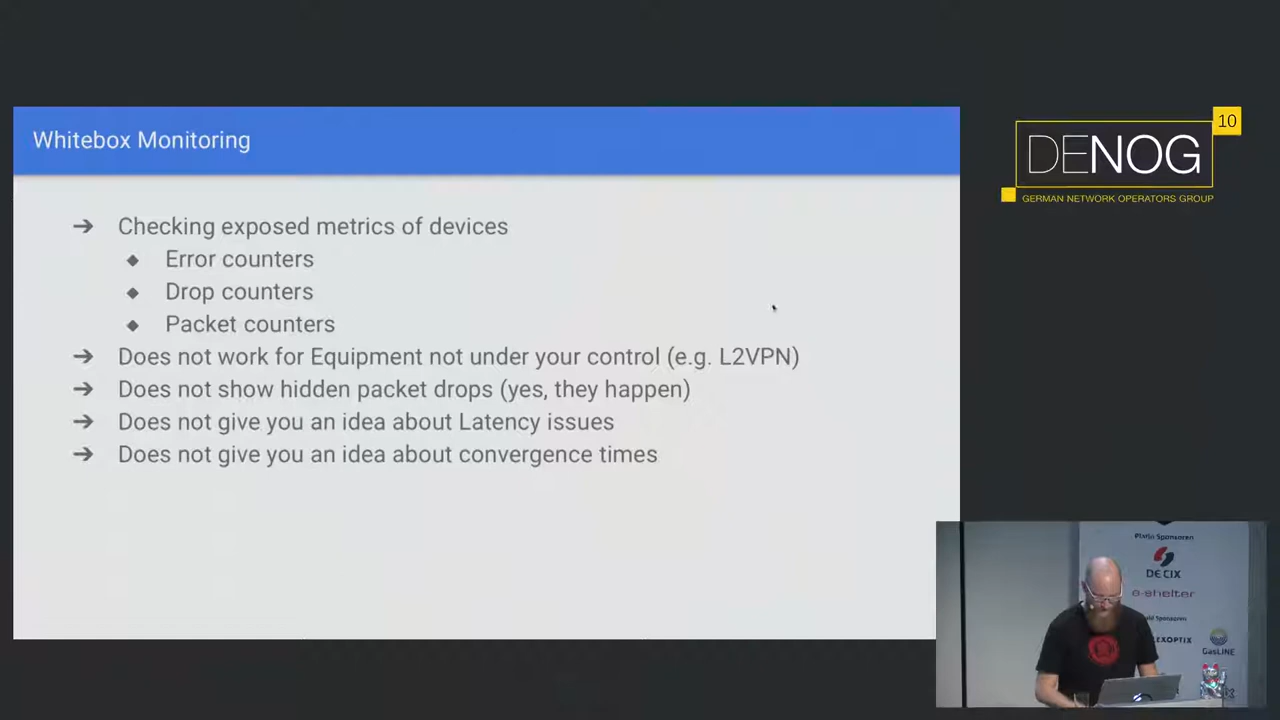 Whitebox Monitoring
Checking exposed metrics of devices
Error counters
Drop counters
Packet counters
Does not work for Equipment not under your control (e.g. L2VPN)
Does not show hidden packet drops (yes, they happen)
Does not give you an idea about Latency issues
Does not give you an idea about convergence times
10
DENOG
GERMAN NETWORK OPERATORS GROUP
Platin Sponsoren
DE CIX
e-shelter
Sponsoren
LEXOPTIX
GasLINE